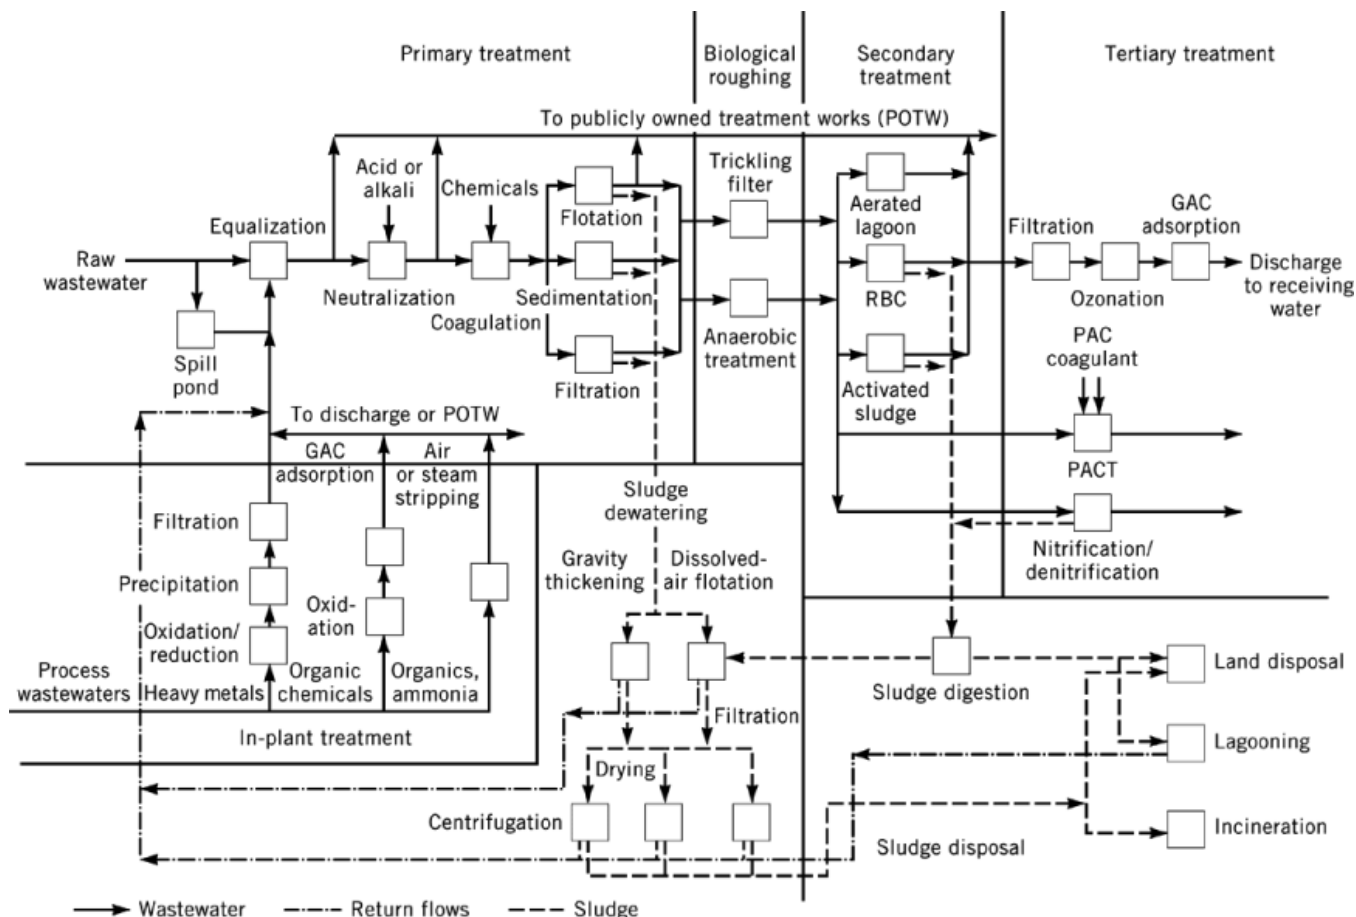 Primary treatment
Biological
roughing
Secondary
treatment
Tertiary treatment
To publicly owned treatment works (POTW)
Acid or
alkali
Chemicals
Trickling
filter
Flotation
Aerated
lagoon
GAC
adsorption
Equalization
Filtration
Raw
wastewater
Neutralization
Coagulation
Sedimentation
RBC
Ozonation
Discharge
to receiving
water
Spill
pond
Filtration
Anaerobic
treatment
Activated
sludge
PAC
coagulant
To discharge or POTW
GAC
adsorption
Air
or steam
stripping
PACT
Sludge
dewatering
Filtration
Gravity
thickening
Dissolved-
air flotation
Nitrification/
denitrification
Precipitation
Oxid-
ation
Oxidation/
reduction
Process
wastewaters
Heavy metals
Organic
chemicals
Organics,
ammonia
Sludge digestion
Land disposal
In-plant treatment
Filtration
Lagooning
Drying
Centrifugation
Incineration
Sludge disposal
Wastewater
Return flows
Sludge